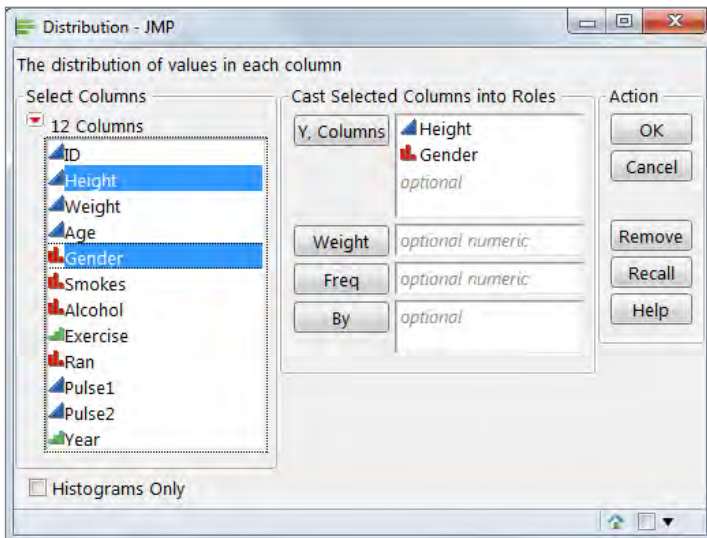 Distribution - JMP
The distribution of values in each column
Select Columns
12 Columns
ID
Height
Weight
Age
Gender
Smokes
Alcohol
Exercise
Ran
Pulse1
Pulse2
Year
Histograms Only
Cast Selected Columns into Roles
Y, Columns
Height
Gender
optional
Weight optional numeric
Freq optional numeric
By optional
Action
OK
Cancel
Remove
Recall
Help